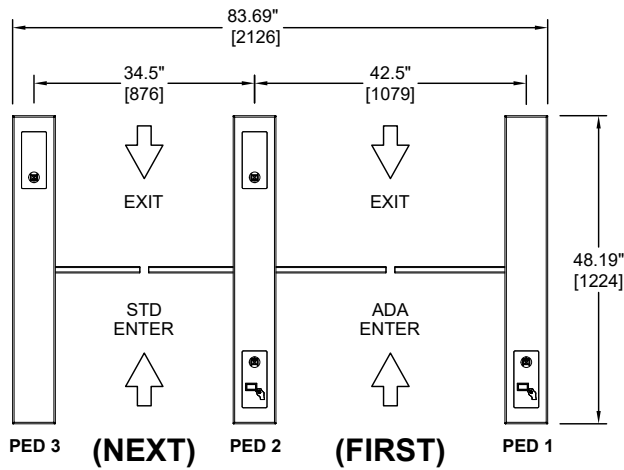 83.69"
[2126]
34.5"
[876]
42.5"
[1079]
EXIT
EXIT
48.19"
[1224]
STD
ENTER
ADA
ENTER
PED 3
(NEXT)
PED 2
(FIRST)
PED 1